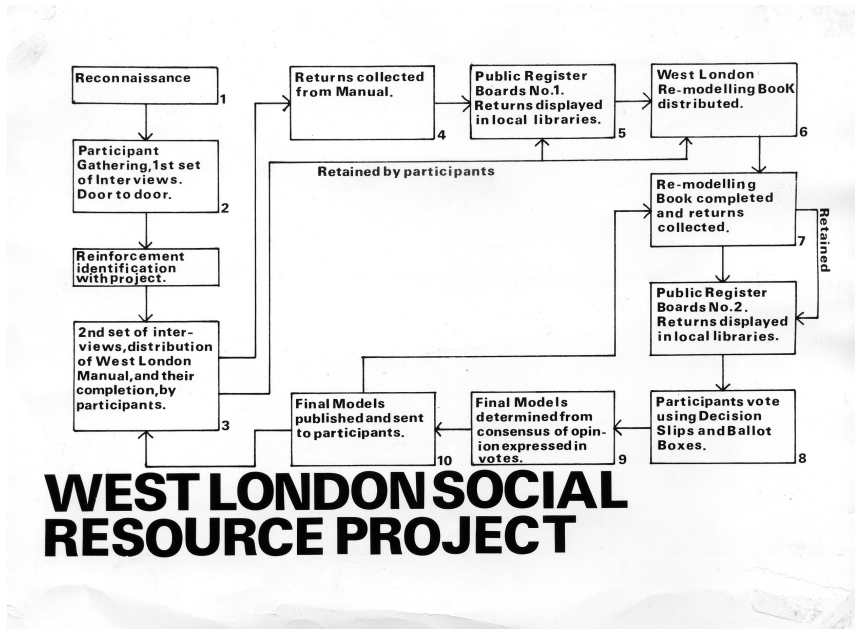 Reconnaissance
1
Participant
Gathering,1st set
of Interviews.
Door to door.
2
Reinforcement
identification
with project.
2nd set of inter-
views,distribution
of West London
Manual,and their
completion,by
participants.
3
Returns collected
from Manual.
4
Public Register
Boards No.1.
Returns displayed
in local libraries.
5
West London
Re-modelling BooK
distributed.
6
Retained by participants
Re-modelling
Book completed
and returns
collected.
7
Retained
Public Register
Boards No.2.
Returns displayed
in local libraries.
Participants vote
using Decision
Slips and Ballot
Boxes.
8
Final Models
determined from
consensus of opin-
ion expressed in
votes.
9
Final Models
published and sent
to participants.
10
WEST LONDON SOCIAL
RESOURCE PROJECT